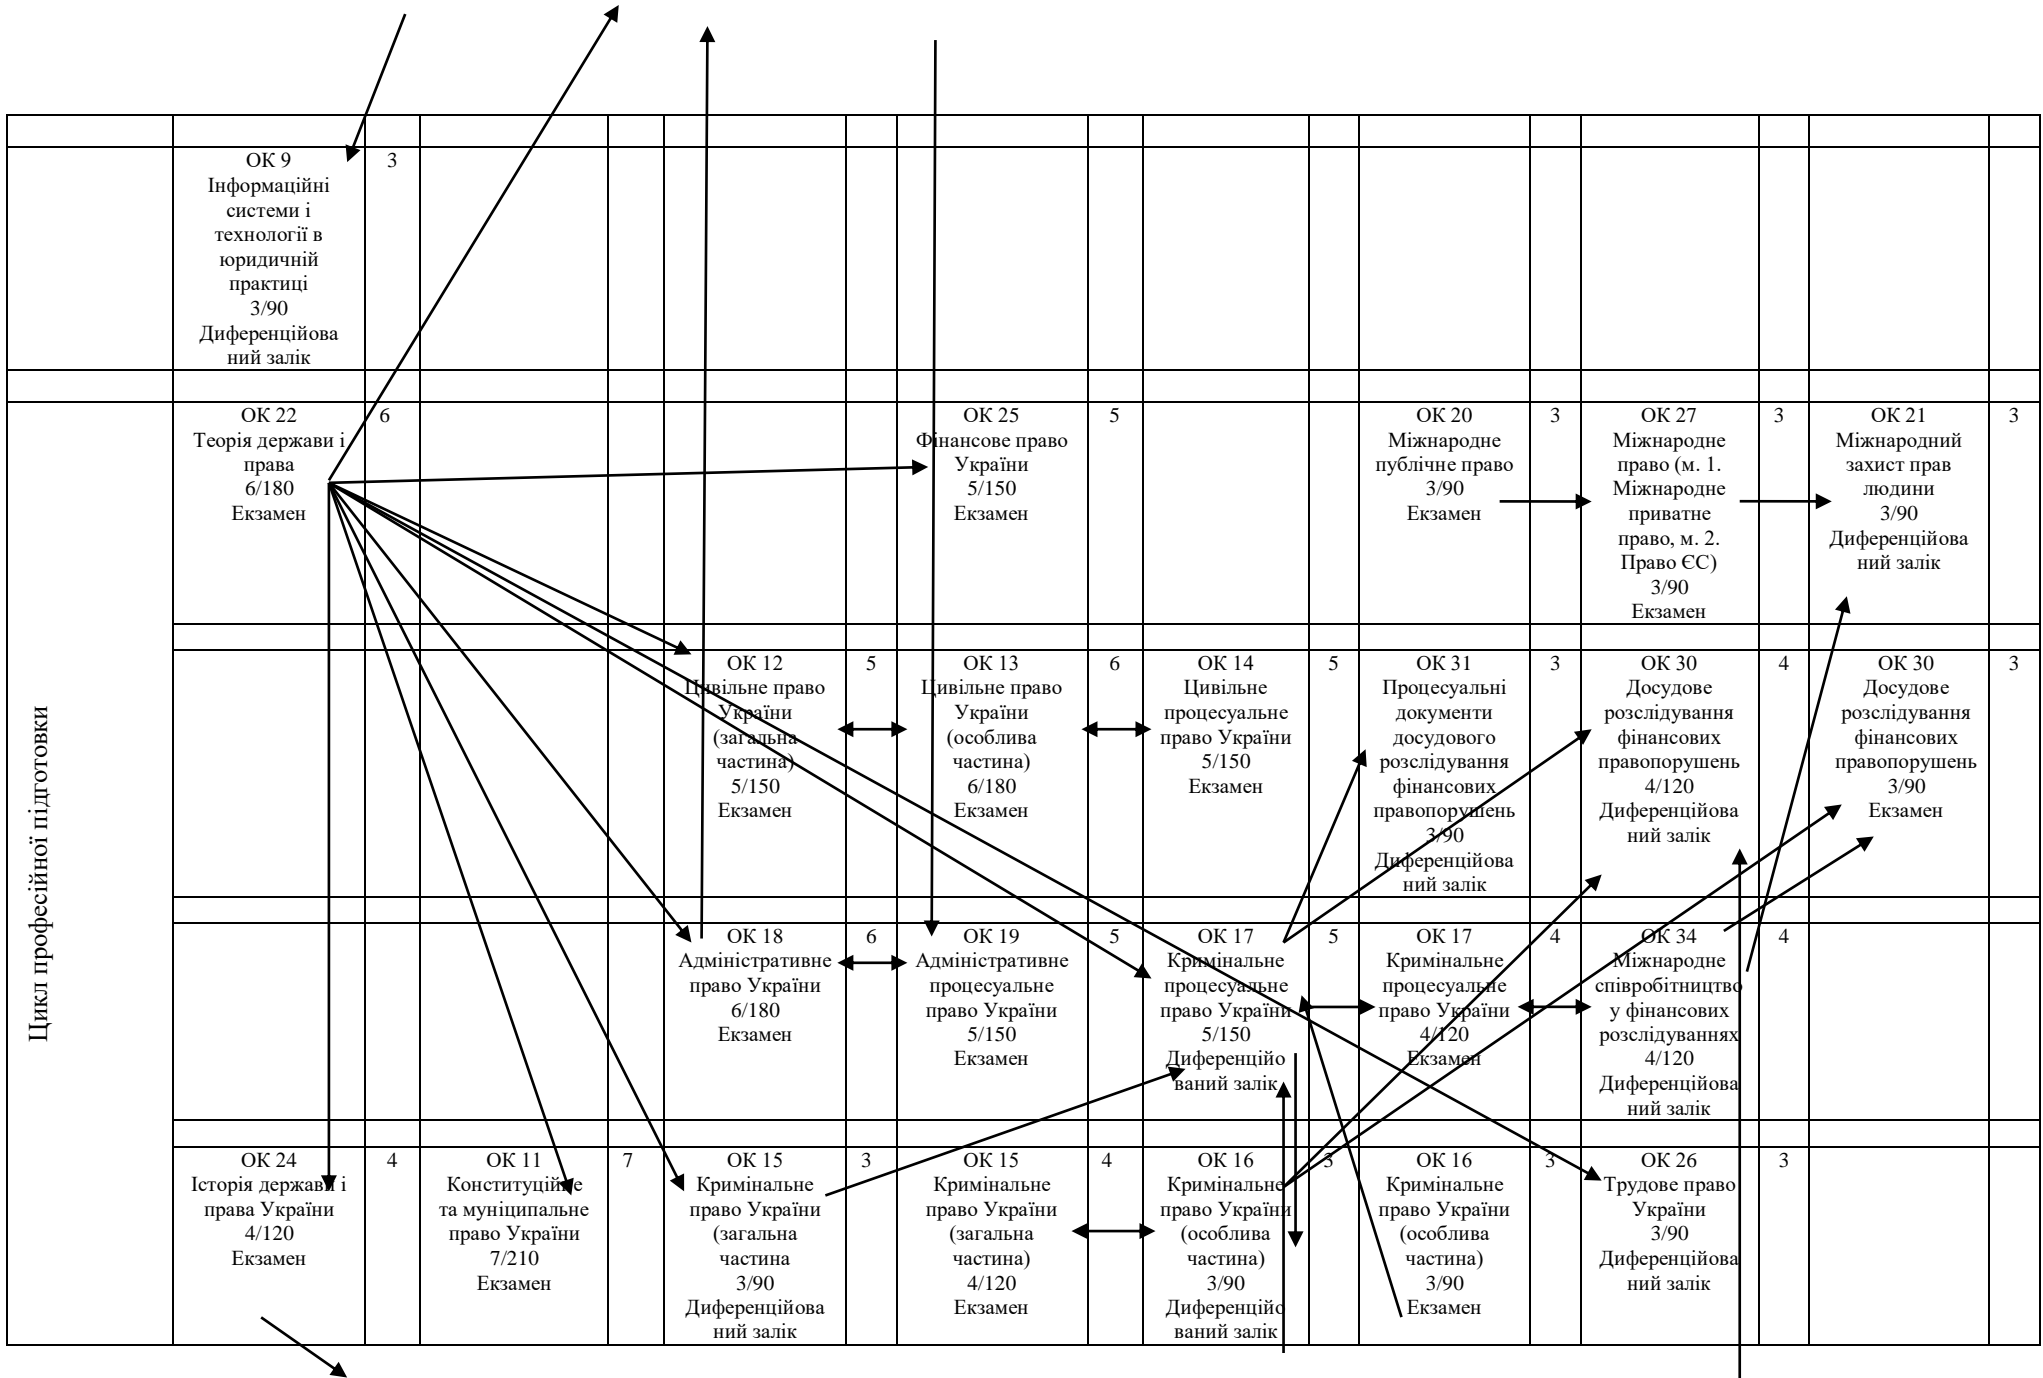 ОК 9
3
Інформаційні
системи і
технології в
юридичній
практиці
3/90
Диференційова
ний залік
Цикл професійної підготовки
ОК 22
Теорія держави і
права
6/180
Екзамен
6
ОК 25
Фінансове право
України
5/150
Екзамен
5
ОК 20
Міжнародне
публічне право
3/90
Екзамен
3
ОК 27
Міжнародне
право (м. 1.
Міжнародне
приватне
право, м. 2.
Право ЄС)
3/90
Екзамен
3
ОК 21
Міжнародний
захист прав
людини
3/90
Диференційова
ний залік
3
ОК 12
Цивільне право
України
(загальна
частина)
5/150
Екзамен
5
ОК 13
Цивільне право
України
(особлива
частина)
6/180
Екзамен
6
ОК 14
Цивільне
процесуальне
право України
5/150
Екзамен
5
ОК 31
Процесуальні
документи
досудового
розслідування
фінансових
правопорушень
3/90
Диференційова
ний залік
3
ОК 30
Досудове
розслідування
фінансових
правопорушень
4/120
Диференційова
ний залік
4
ОК 30
Досудове
розслідування
фінансових
правопорушень
3/90
Екзамен
3
ОК 18
Адміністративне
право України
6/180
Екзамен
6
ОК 19
Адміністративне
процесуальне
право України
5/150
Екзамен
5
ОК 17
Кримінальне
процесуальне
право України
5/150
Диференційо
ваний залік
5
ОК 17
Кримінальне
процесуальне
право України
4/120
Екзамен
4
ОК 34
Міжнародне
співробітництво
у фінансових
розслідуваннях
4/120
Диференційова
ний залік
4
ОК 24
Історія держави і
права України
4/120
Екзамен
4
ОК 11
Конституційне
та муніципальне
право України
7/210
Екзамен
7
ОК 15
Кримінальне
право України
(загальна
частина
3/90
Диференційова
ний залік
3
ОК 15
Кримінальне
право України
(загальна
частина)
4/120
Екзамен
4
ОК 16
Кримінальне
право України
(особлива
частина)
3/90
Диференційо
ваний залік
3
ОК 16
Кримінальне
право України
(особлива
частина)
3/90
Екзамен
3
ОК 26
Трудове право
України
3/90
Диференційова
ний залік
3